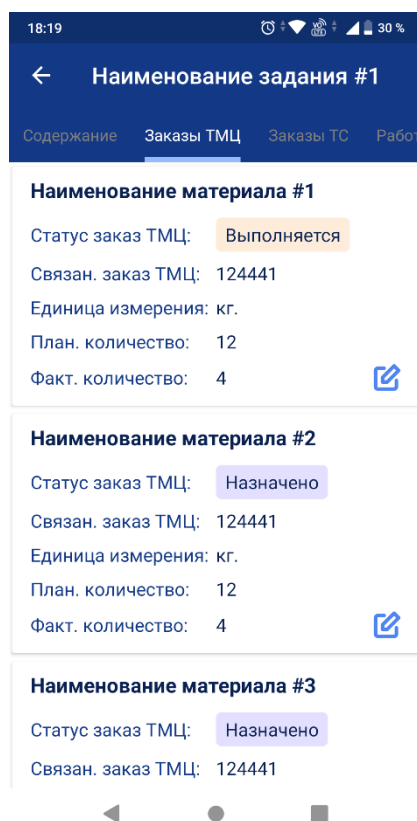 18:19 30 %
Наименование задания #1
Содержание Заказы ТМЦ Заказы ТС Работ
Наименование материала #1
Статус заказ ТМЦ: Выполняется
Связан. заказ ТМЦ: 124441
Единица измерения: кг.
План. количество: 12
Факт. количество: 4
Наименование материала #2
Статус заказ ТМЦ: Назначено
Связан. заказ ТМЦ: 124441
Единица измерения: кг.
План. количество: 12
Факт. количество: 4
Наименование материала #3
Статус заказ ТМЦ: Назначено
Связан. заказ ТМЦ: 124441